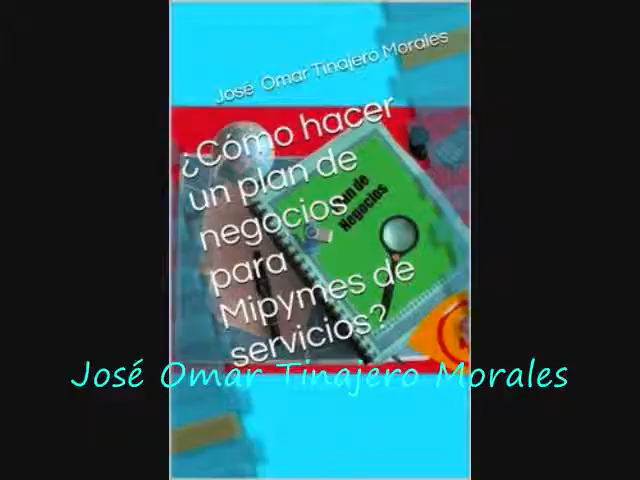 José Omar Tinajero Morales
¿Cómo hacer
un plan de
negocios
para
Mipymes de
servicios?
Plan de
Negocios
José Omar Tinajero Morales